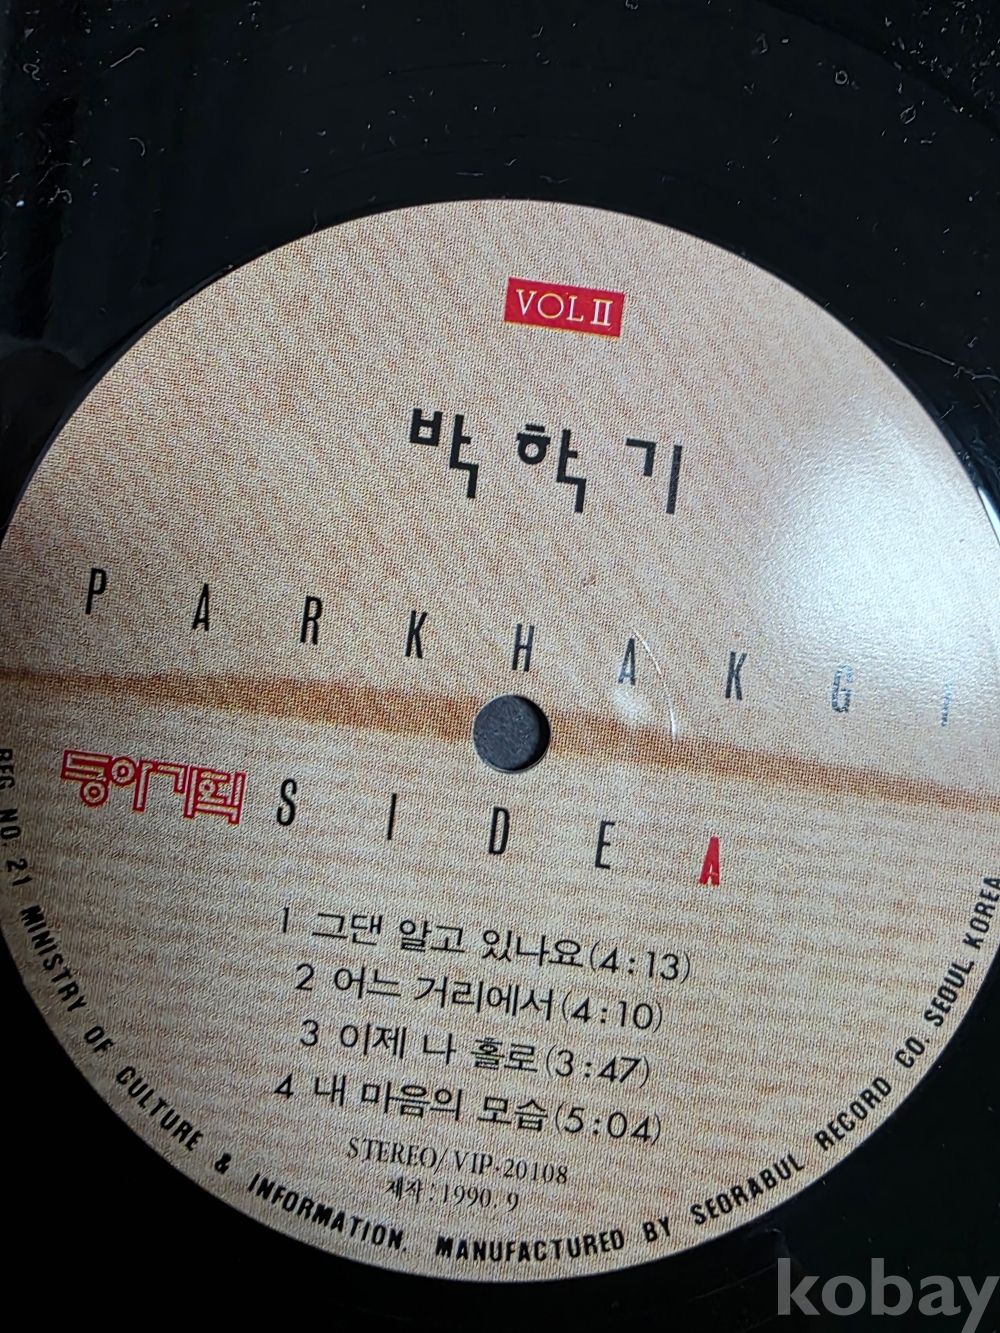 VOL II
박학기
PARKHAKGI
동아기획 SIDE A
1 그댄 알고 있나요(4:13)
2 어느 거리에서(4:10)
3 이제 나 홀로(3:47)
4 내 마음의 모습(5:04)
STEREO/VIP-20108
제작:1990.9
REG NO.21 MINISTRY OF CULTURE & INFORMATION. MANUFACTURED BY SEORABUL RECORD CO. SEOUL KOREA
kobay